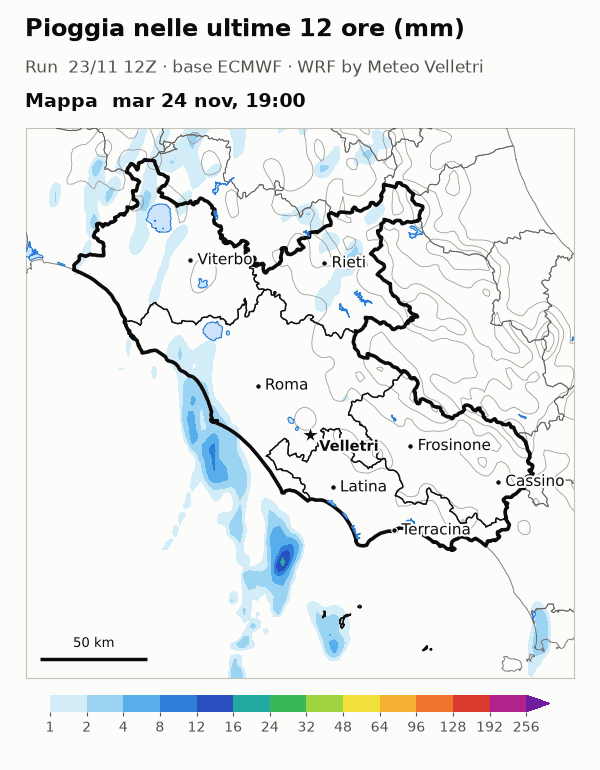 Pioggia nelle ultime 12 ore (mm)
Run  23/11 12Z · base ECMWF · WRF by Meteo Velletri
Mappa  mar 24 nov, 19:00
Viterbo
Rieti
Roma
Velletri
Frosinone
Cassino
Latina
Terracina
50 km
1 2 4 8 12 16 24 32 48 64 96 128 192 256